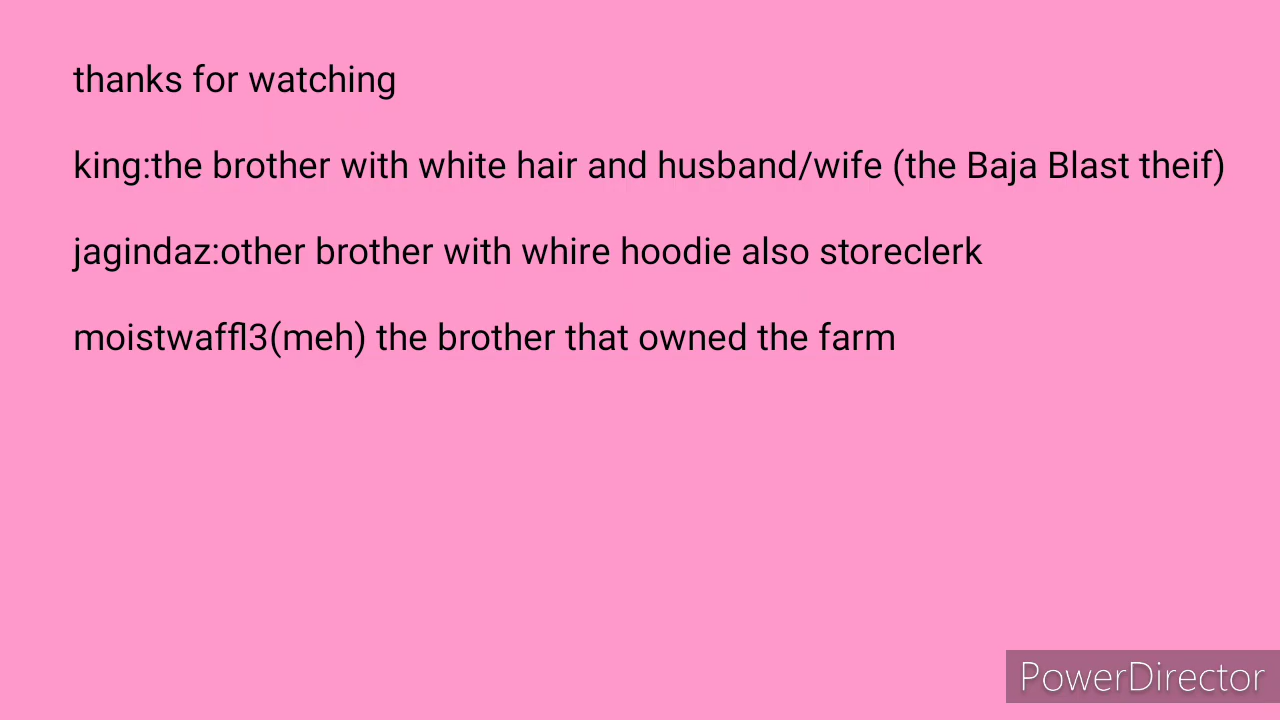 thanks for watching
king:the brother with white hair and husband/wife (the Baja Blast theif)
jagindaz:other brother with whire hoodie also storeclerk
moistwaffl3(meh) the brother that owned the farm
PowerDirector